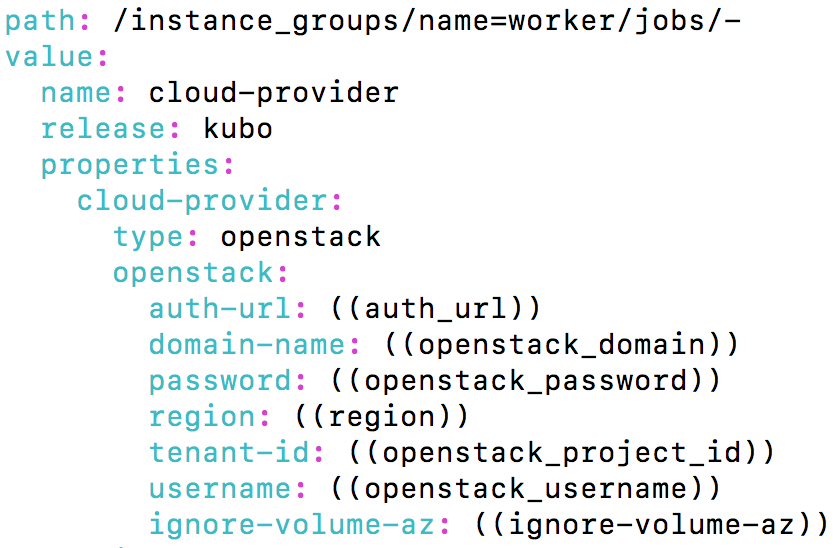 path: /instance_groups/name=worker/jobs/-
value:
  name: cloud-provider
  release: kubo
  properties:
    cloud-provider:
      type: openstack
      openstack:
        auth-url: ((auth_url))
        domain-name: ((openstack_domain))
        password: ((openstack_password))
        region: ((region))
        tenant-id: ((openstack_project_id))
        username: ((openstack_username))
        ignore-volume-az: ((ignore-volume-az))